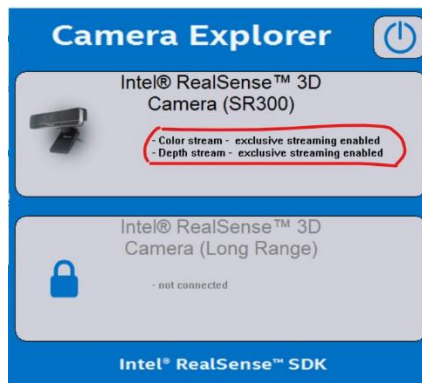 Camera Explorer
Intel® RealSense™ 3D
Camera (SR300)
- Color stream - exclusive streaming enabled
- Depth stream - exclusive streaming enabled
Intel® RealSense™ 3D
Camera (Long Range)
- not connected
Intel® RealSense™ SDK